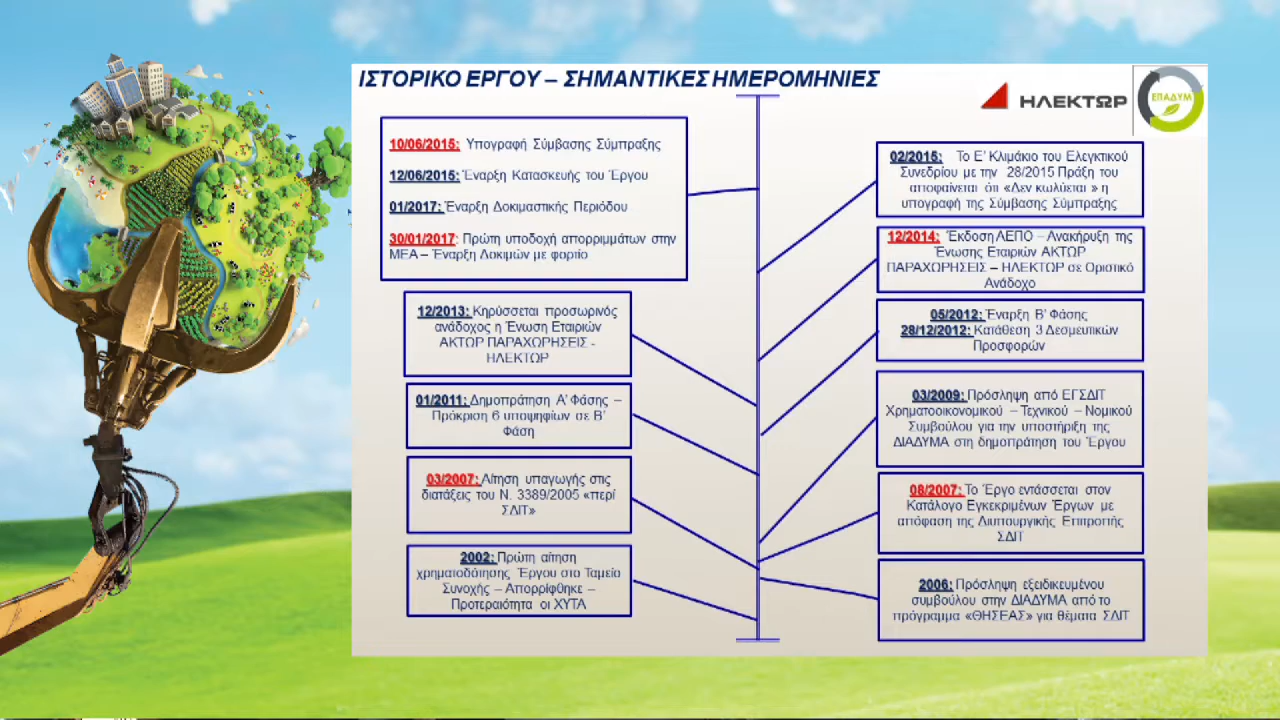 ΙΣΤΟΡΙΚΟ ΕΡΓΟΥ – ΣΗΜΑΝΤΙΚΕΣ ΗΜΕΡΟΜΗΝΙΕΣ
ΗΛΕΚΤΩΡ
ΕΠΑΔΥΜ
10/06/2015: Υπογραφή Σύμβασης Σύμπραξης
12/06/2015: Έναρξη Κατασκευής του Έργου
01/2017: Έναρξη Δοκιμαστικής Περιόδου
30/01/2017: Πρώτη υποδοχή απορριμμάτων στην
ΜΕΑ – Έναρξη Δοκιμών με φορτίο
12/2013: Κηρύσσεται προσωρινός
ανάδοχος η Ένωση Εταιριών
ΑΚΤΩΡ ΠΑΡΑΧΩΡΗΣΕΙΣ -
ΗΛΕΚΤΩΡ
01/2011: Δημοπράτηση Α' Φάσης –
Πρόκριση 6 υποψηφίων σε Β'
Φάση
03/2007: Αίτηση υπαγωγής στις
διατάξεις του Ν. 3389/2005 «περί
ΣΔΙΤ»
2002: Πρώτη αίτηση
χρηματοδότησης Έργου στο Ταμείο
Συνοχής – Απορρίφθηκε –
Προτεραιότητα οι ΧΥΤΑ
02/2015: Το Ε' Κλιμάκιο του Ελεγκτικού
Συνεδρίου με την 28/2015 Πράξη του
αποφαίνεται ότι «Δεν κωλύεται » η
υπογραφή της Σύμβασης Σύμπραξης
12/2014: Έκδοση ΛΕΠΟ – Ανακήρυξη της
Ένωσης Εταιριών ΑΚΤΩΡ
ΠΑΡΑΧΩΡΗΣΕΙΣ – ΗΛΕΚΤΩΡ σε Οριστικό
Ανάδοχο
05/2012: Έναρξη Β' Φάσης
28/12/2012: Κατάθεση 3 Δεσμευτικών
Προσφορών
03/2009: Πρόσληψη από ΕΓΣΔΙΤ
Χρηματοοικονομικού – Τεχνικού – Νομικού
Συμβούλου για την υποστήριξη της
ΔΙΑΔΥΜΑ στη δημοπράτηση του Έργου
08/2007: Το Έργο εντάσσεται στον
Κατάλογο Εγκεκριμένων Έργων με
απόφαση της Διυπουργικής Επιτροπής
ΣΔΙΤ
2006: Πρόσληψη εξειδικευμένου
συμβούλου στην ΔΙΑΔΥΜΑ από το
πρόγραμμα «ΘΗΣΕΑΣ» για θέματα ΣΔΙΤ